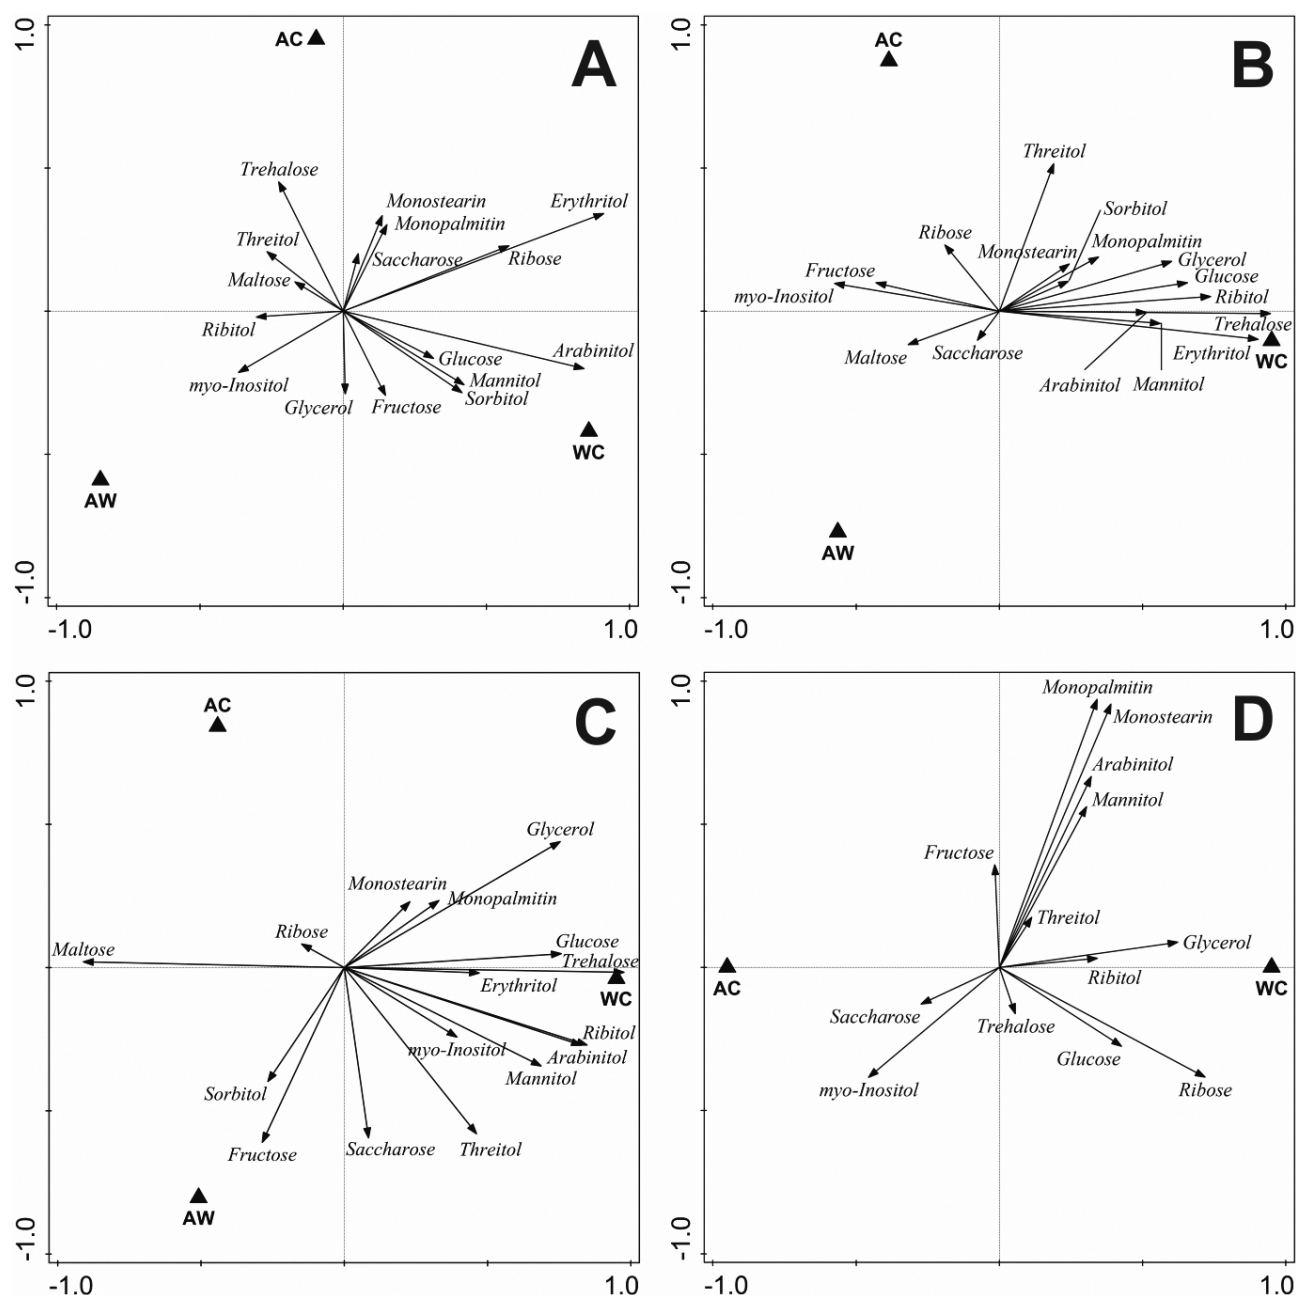 1.0
AC
A
Trehalose
Monostearin
Erythritol
Monopalmitin
Threitol
Saccharose
Ribose
Maltose
Ribitol
Arabinitol
Glucose
myo-Inositol
Mannitol
Sorbitol
Glycerol
Fructose
WC
AW
-1.0
-1.0
1.0
1.0
AC
B
Threitol
Sorbitol
Ribose
Monostearin
Monopalmitin
Glycerol
Fructose
Glucose
myo-Inositol
Ribitol
Trehalose
Maltose
Saccharose
Erythritol
WC
Arabinitol
Mannitol
AW
-1.0
-1.0
1.0
1.0
AC
C
Glycerol
Monostearin
Monopalmitin
Ribose
Maltose
Glucose
Trehalose
Erythritol
WC
Ribitol
myo-Inositol
Arabinitol
Mannitol
Sorbitol
Fructose
Saccharose
Threitol
AW
-1.0
-1.0
1.0
1.0
Monopalmitin
D
Monostearin
Arabinitol
Mannitol
Fructose
Threitol
Glycerol
Ribitol
AC
WC
Saccharose
Trehalose
Glucose
myo-Inositol
Ribose
-1.0
-1.0
1.0